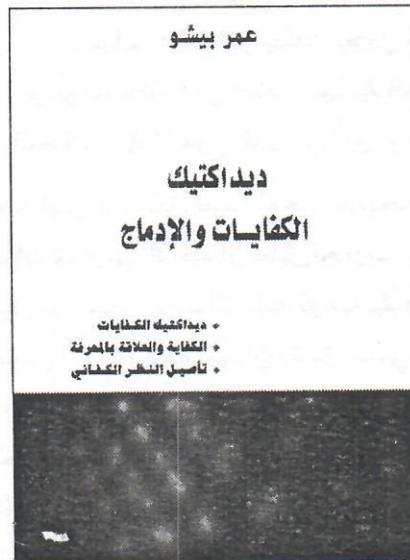 عمر بيشو
ديداكتيك
الكفايات والإدماج
• ديداكتيك الكفايات
• الكفاية والعلاقة بالمعرفة
• تأصيل النظر الكفائي